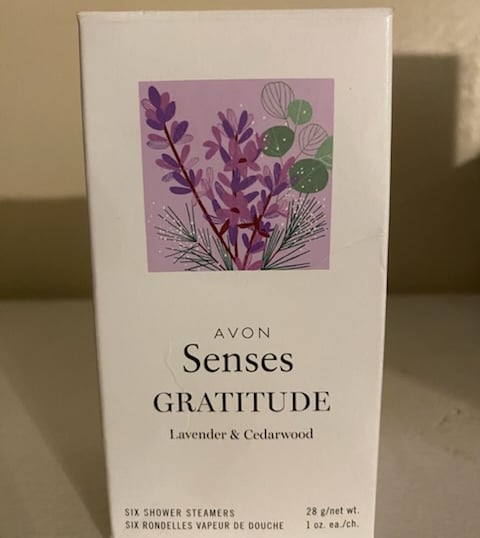 AVON
Senses
GRATITUDE
Lavender & Cedarwood
SIX SHOWER STEAMERS 28 g/net wt.
SIX RONDELLES VAPEUR DE DOUCHE 1 oz. ea./ch.